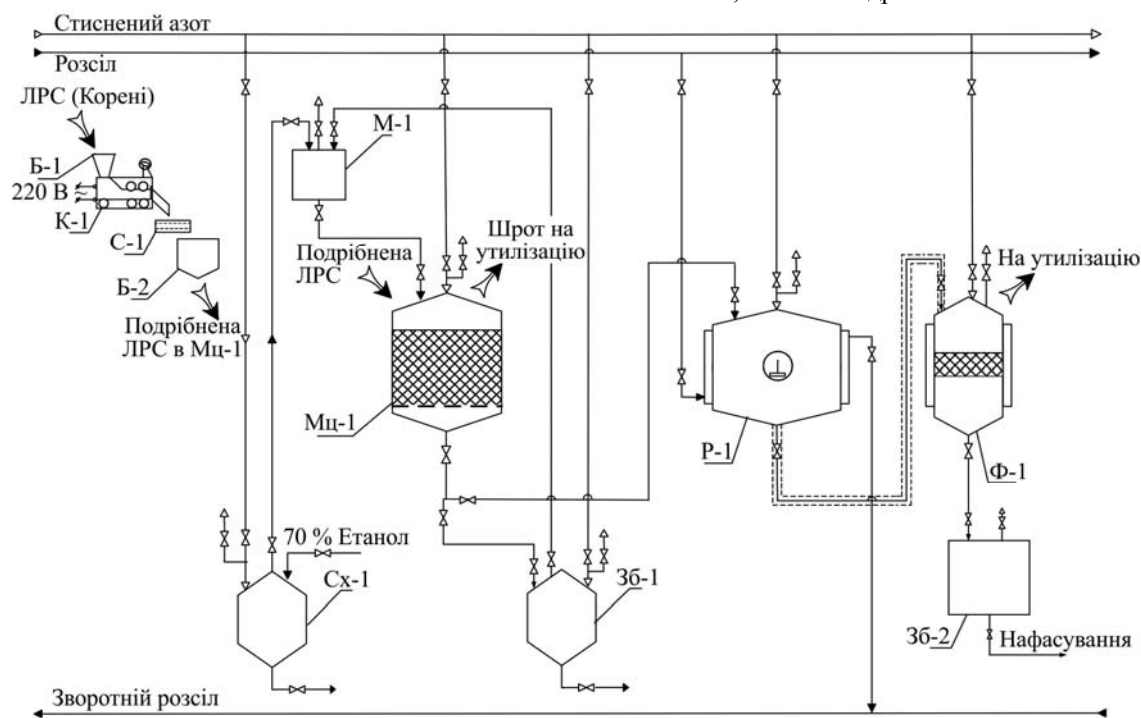 Стиснений азот
Розсіл
ЛРС (Корені)
Б-1
220 В ≈
К-1
С-1
Б-2
Подрібнена
ЛРС в Мц-1
М-1
Подрібнена
ЛРС
Шрот на
утилізацію
Мц-1
Р-1
На утилізацію
Ф-1
70 % Етанол
Сх-1
Зб-1
Зб-2
Нафасування
Зворотній розсіл